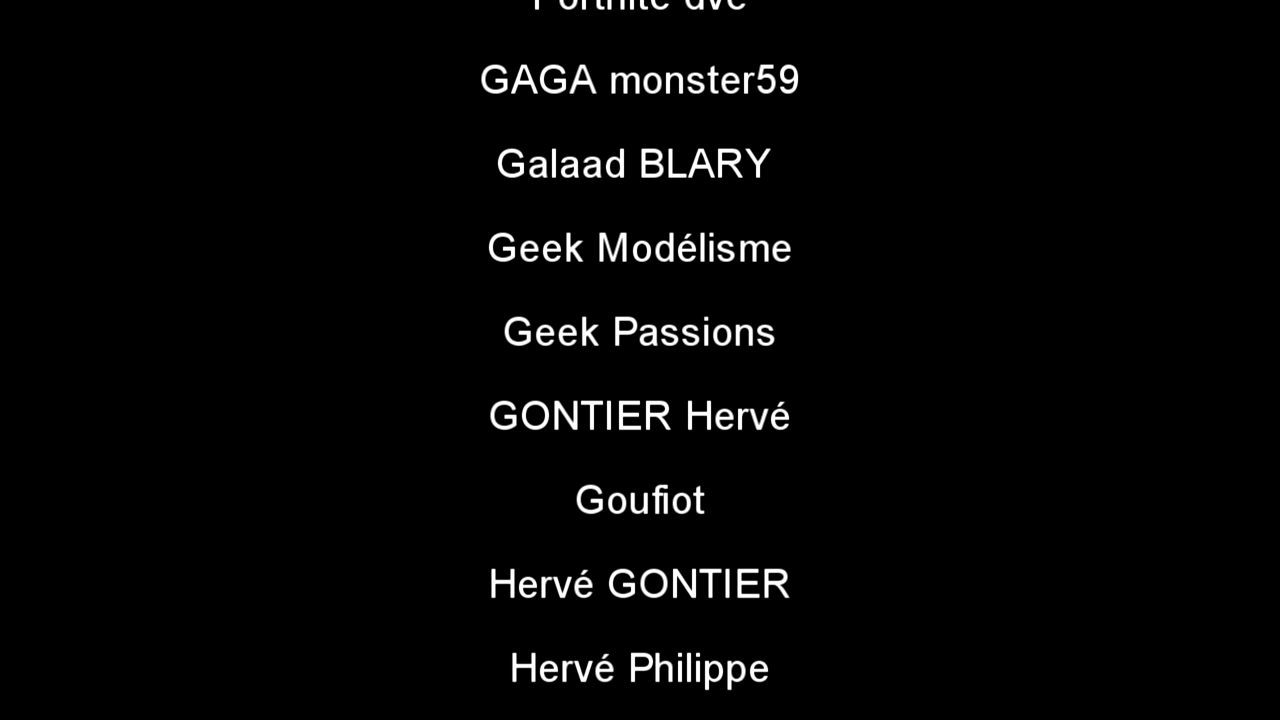 GAGA monster59
Galaad BLARY
Geek Modélisme
Geek Passions
GONTIER Hervé
Goufiot
Hervé GONTIER
Hervé Philippe